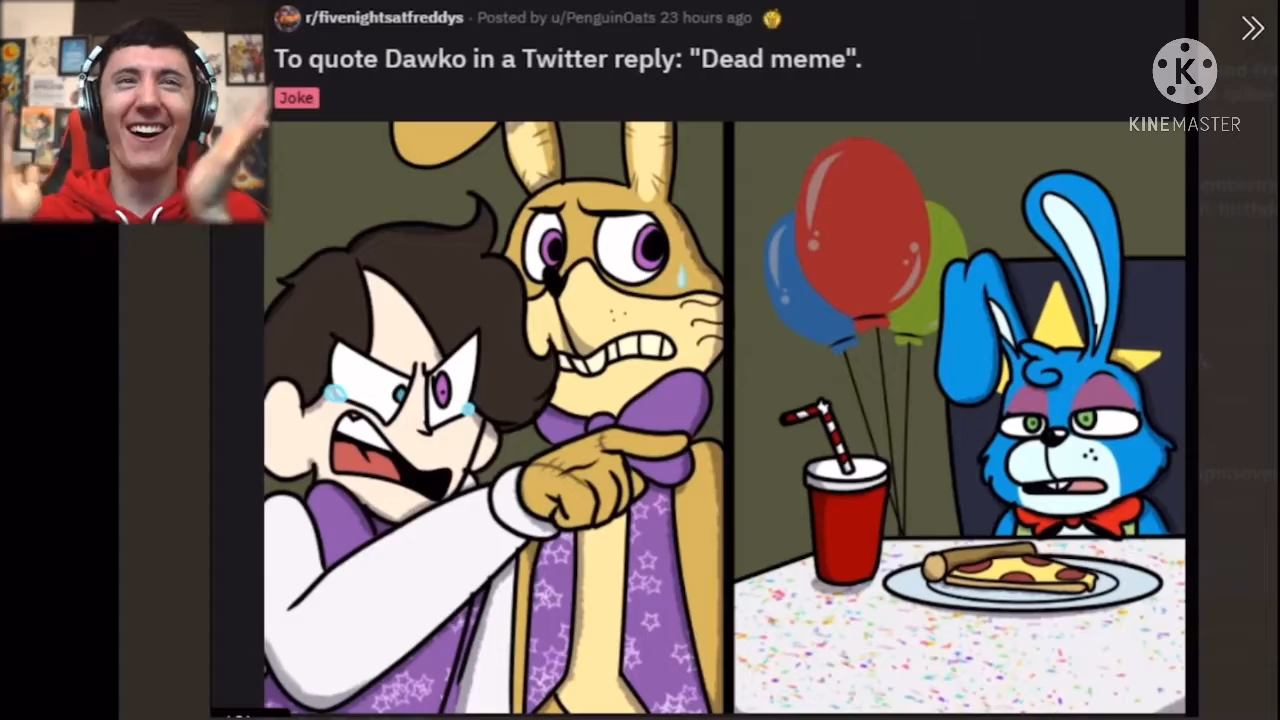 r/fivenightsatfreddys · Posted by u/PenguinOats 23 hours ago
To quote Dawko in a Twitter reply: "Dead meme".
Joke
K
KINEMASTER